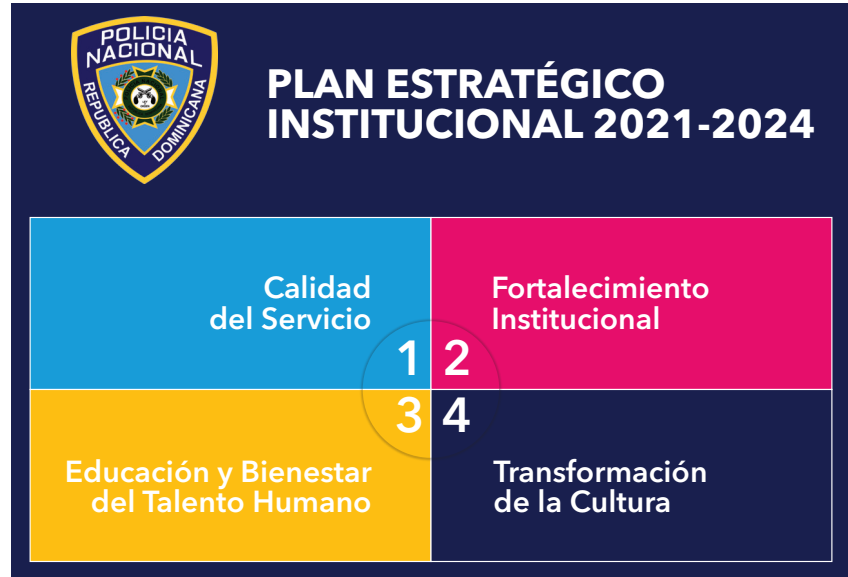 POLICIA
NACIONAL
REPUBLICA
DOMINICANA
PLAN ESTRATÉGICO
INSTITUCIONAL 2021-2024
Calidad
del Servicio
1
Fortalecimiento
Institucional
2
Educación y Bienestar
del Talento Humano
3
Transformación
de la Cultura
4